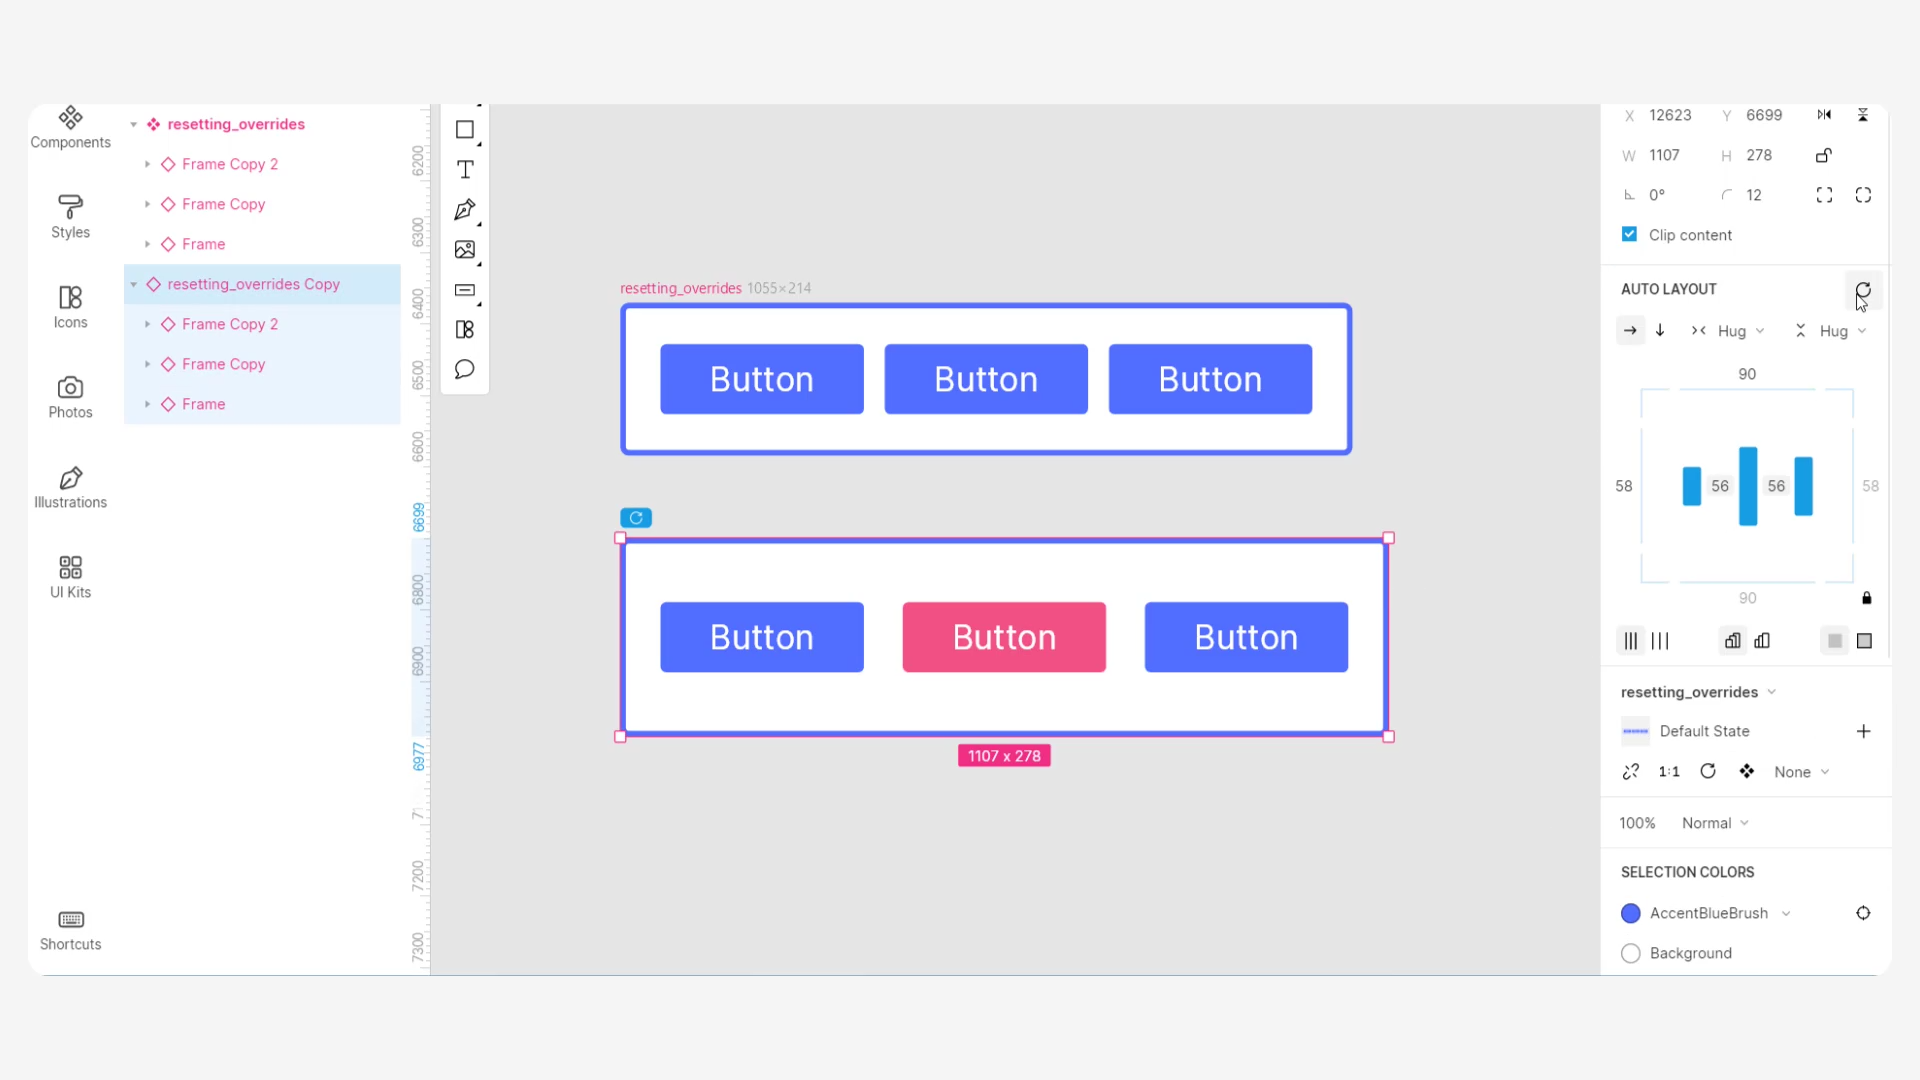 Components
Styles
Icons
Photos
Illustrations
UI Kits
Shortcuts
resetting_overrides
Frame Copy 2
Frame Copy
Frame
resetting_overrides Copy
Frame Copy 2
Frame Copy
Frame
6200
6300
6400
6500
6600
6699
6800
6900
6977
7200
7300
T
resetting_overrides 1055×214
Button Button Button
Button Button Button
1107 x 278
X 12623 Y 6699
W 1107 H 278
0° 12
Clip content
AUTO LAYOUT
Hug Hug
90
58 56 56 58
90
resetting_overrides
Default State
1:1 None
100% Normal
SELECTION COLORS
AccentBlueBrush
Background